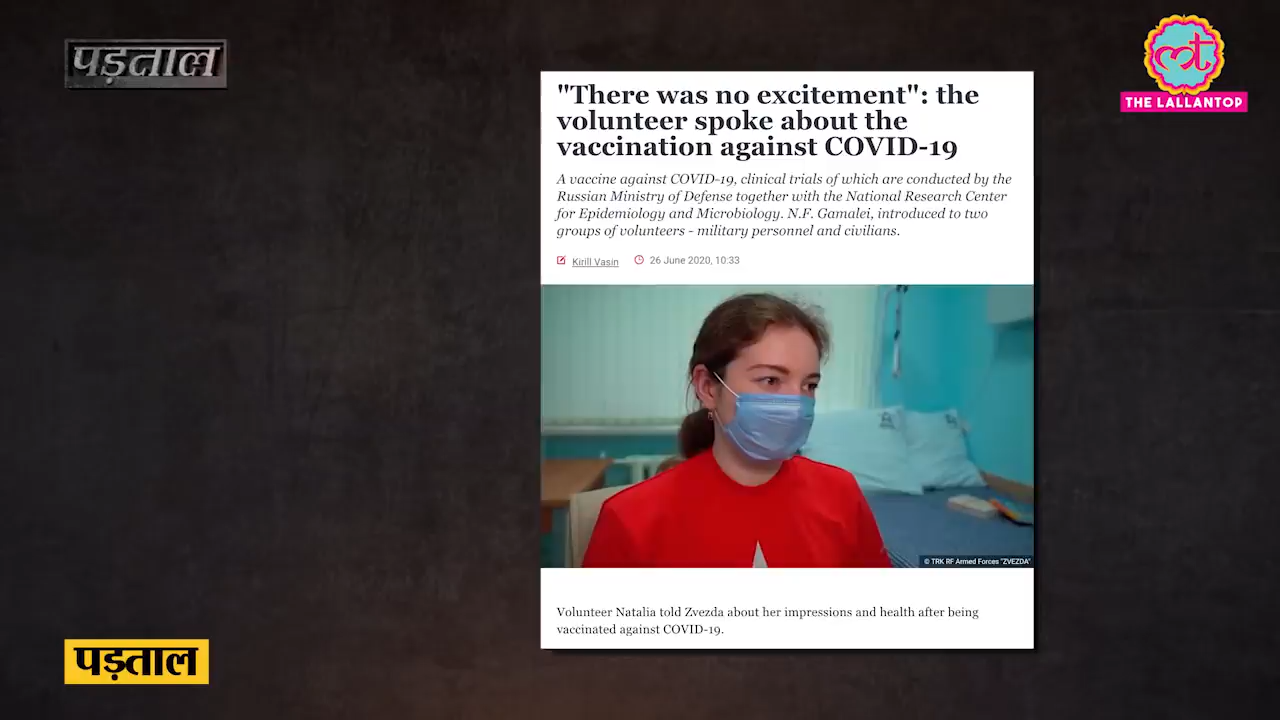 पड़ताल
THE LALLANTOP
"There was no excitement": the
volunteer spoke about the
vaccination against COVID-19
A vaccine against COVID-19, clinical trials of which are conducted by the
Russian Ministry of Defense together with the National Research Center
for Epidemiology and Microbiology. N.F. Gamalei, introduced to two
groups of volunteers - military personnel and civilians.
Kirill Vasin 26 June 2020, 10:33
© TRK RF Armed Forces "ZVEZDA"
Volunteer Natalia told Zvezda about her impressions and health after being
vaccinated against COVID-19.
पड़ताल